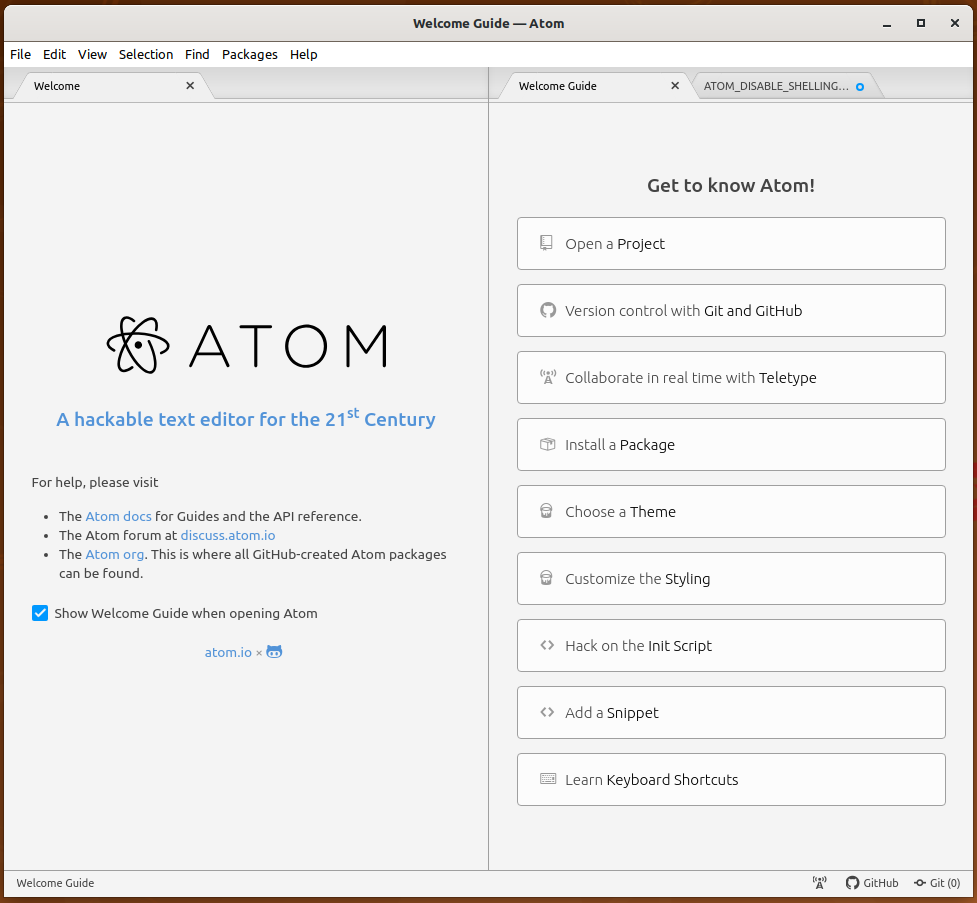 Welcome Guide — Atom
File Edit View Selection Find Packages Help
Welcome
Welcome Guide
ATOM_DISABLE_SHELLING...
ATOM
A hackable text editor for the 21st Century
For help, please visit
• The Atom docs for Guides and the API reference.
• The Atom forum at discuss.atom.io
• The Atom org. This is where all GitHub-created Atom packages
can be found.
Show Welcome Guide when opening Atom
atom.io ×
Get to know Atom!
Open a Project
Version control with Git and GitHub
Collaborate in real time with Teletype
Install a Package
Choose a Theme
Customize the Styling
Hack on the Init Script
Add a Snippet
Learn Keyboard Shortcuts
Welcome Guide
GitHub
Git (0)